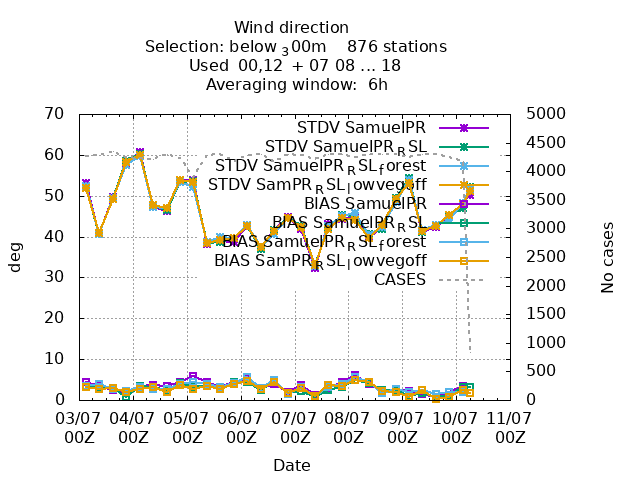 Wind direction
Selection: below ₃00m 876 stations
Used 00,12 + 07 08 ... 18
Averaging window: 6h
70
60
50
40
30
20
10
0
deg
5000
4500
4000
3500
3000
2500
2000
1500
1000
500
0
No cases
STDV SamuelPR
STDV SamuelPR_RSL
STDV SamuelPR_RSL_forest
STDV SamPR_RSL_lowvegoff
BIAS SamuelPR
BIAS SamuelPR_RSL
BIAS SamuelPR_RSL_forest
BIAS SamPR_RSL_lowvegoff
CASES
03/07 04/07 05/07 06/07 07/07 08/07 09/07 10/07 11/07
00Z 00Z 00Z 00Z 00Z 00Z 00Z 00Z 00Z
Date